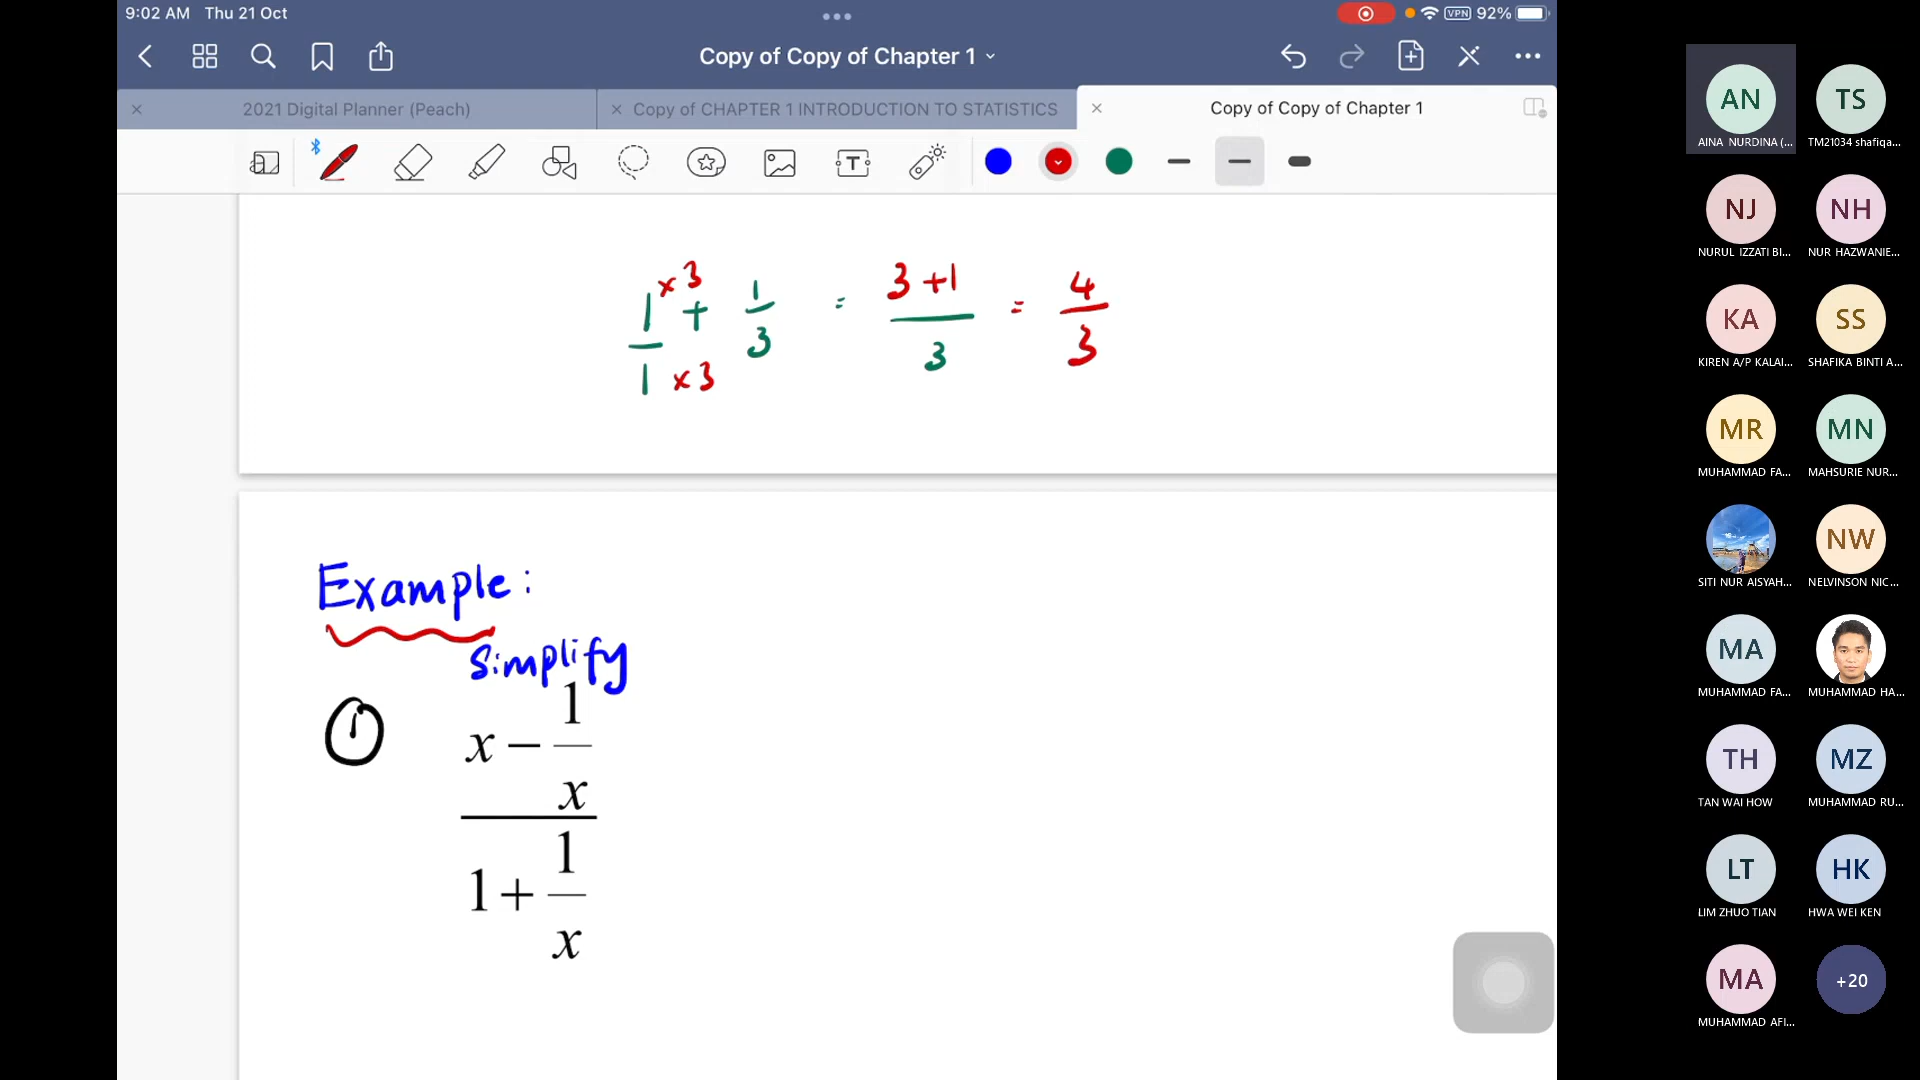 9:02 AM Thu 21 Oct
VPN 92%
Copy of Copy of Chapter 1
2021 Digital Planner (Peach)
Copy of CHAPTER 1 INTRODUCTION TO STATISTICS
Copy of Copy of Chapter 1
T
1 ×3 + 1 = 3 +1 = 4
1 ×3 3 3 3
Example:
Simplify
① x − 1
x
1 + 1
x
AN
AINA NURDINA (...
TS
TM21034 shafiqa...
NJ
NURUL IZZATI BI...
NH
NUR HAZWANIE...
KA
KIREN A/P KALAI...
SS
SHAFIKA BINTI A...
MR
MUHAMMAD FA...
MN
MAHSURIE NUR...
SITI NUR AISYAH...
NW
NELVINSON NIC...
MA
MUHAMMAD FA...
MUHAMMAD HA...
TH
TAN WAI HOW
MZ
MUHAMMAD RU...
LT
LIM ZHUO TIAN
HK
HWA WEI KEN
MA
MUHAMMAD AFI...
+20